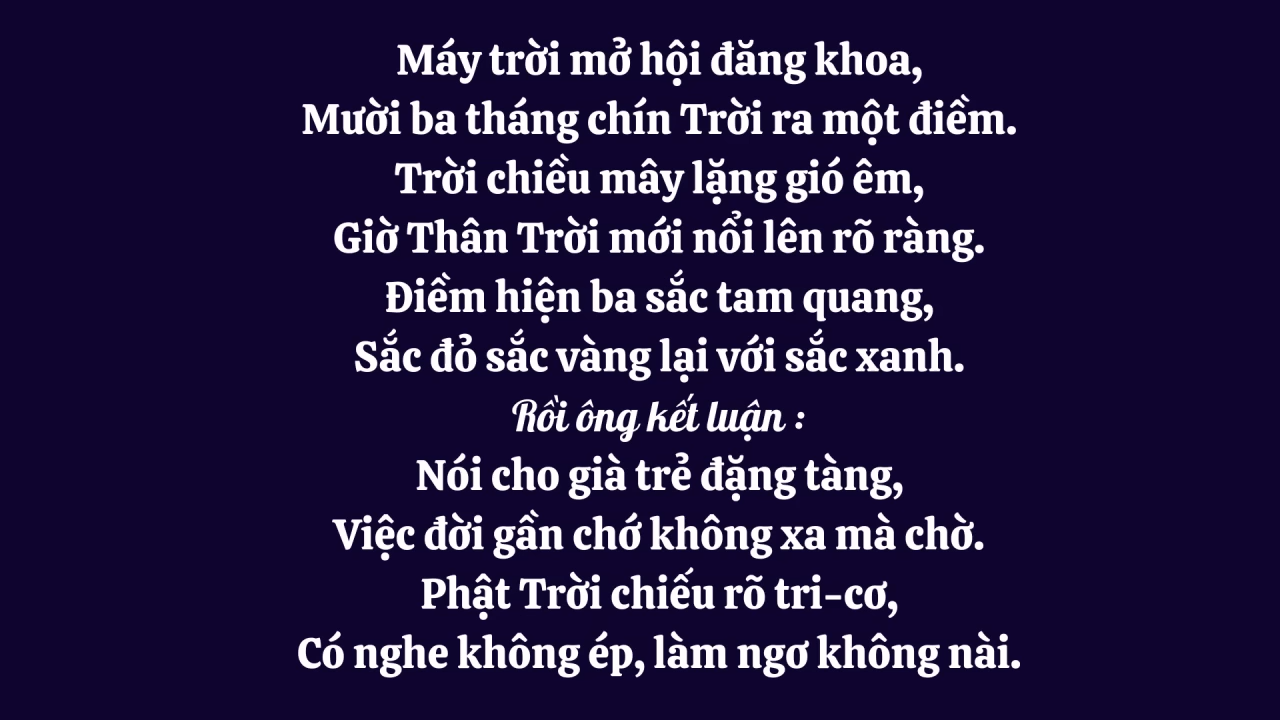 Máy trời mở hội đăng khoa,
Mười ba tháng chín Trời ra một điềm.
Trời chiều mây lặng gió êm,
Giờ Thân Trời mới nổi lên rõ ràng.
Điềm hiện ba sắc tam quang,
Sắc đỏ sắc vàng lại với sắc xanh.
Rồi ông kết luận :
Nói cho già trẻ đặng tàng,
Việc đời gần chớ không xa mà chờ.
Phật Trời chiếu rõ tri-cơ,
Có nghe không ép, làm ngơ không nài.